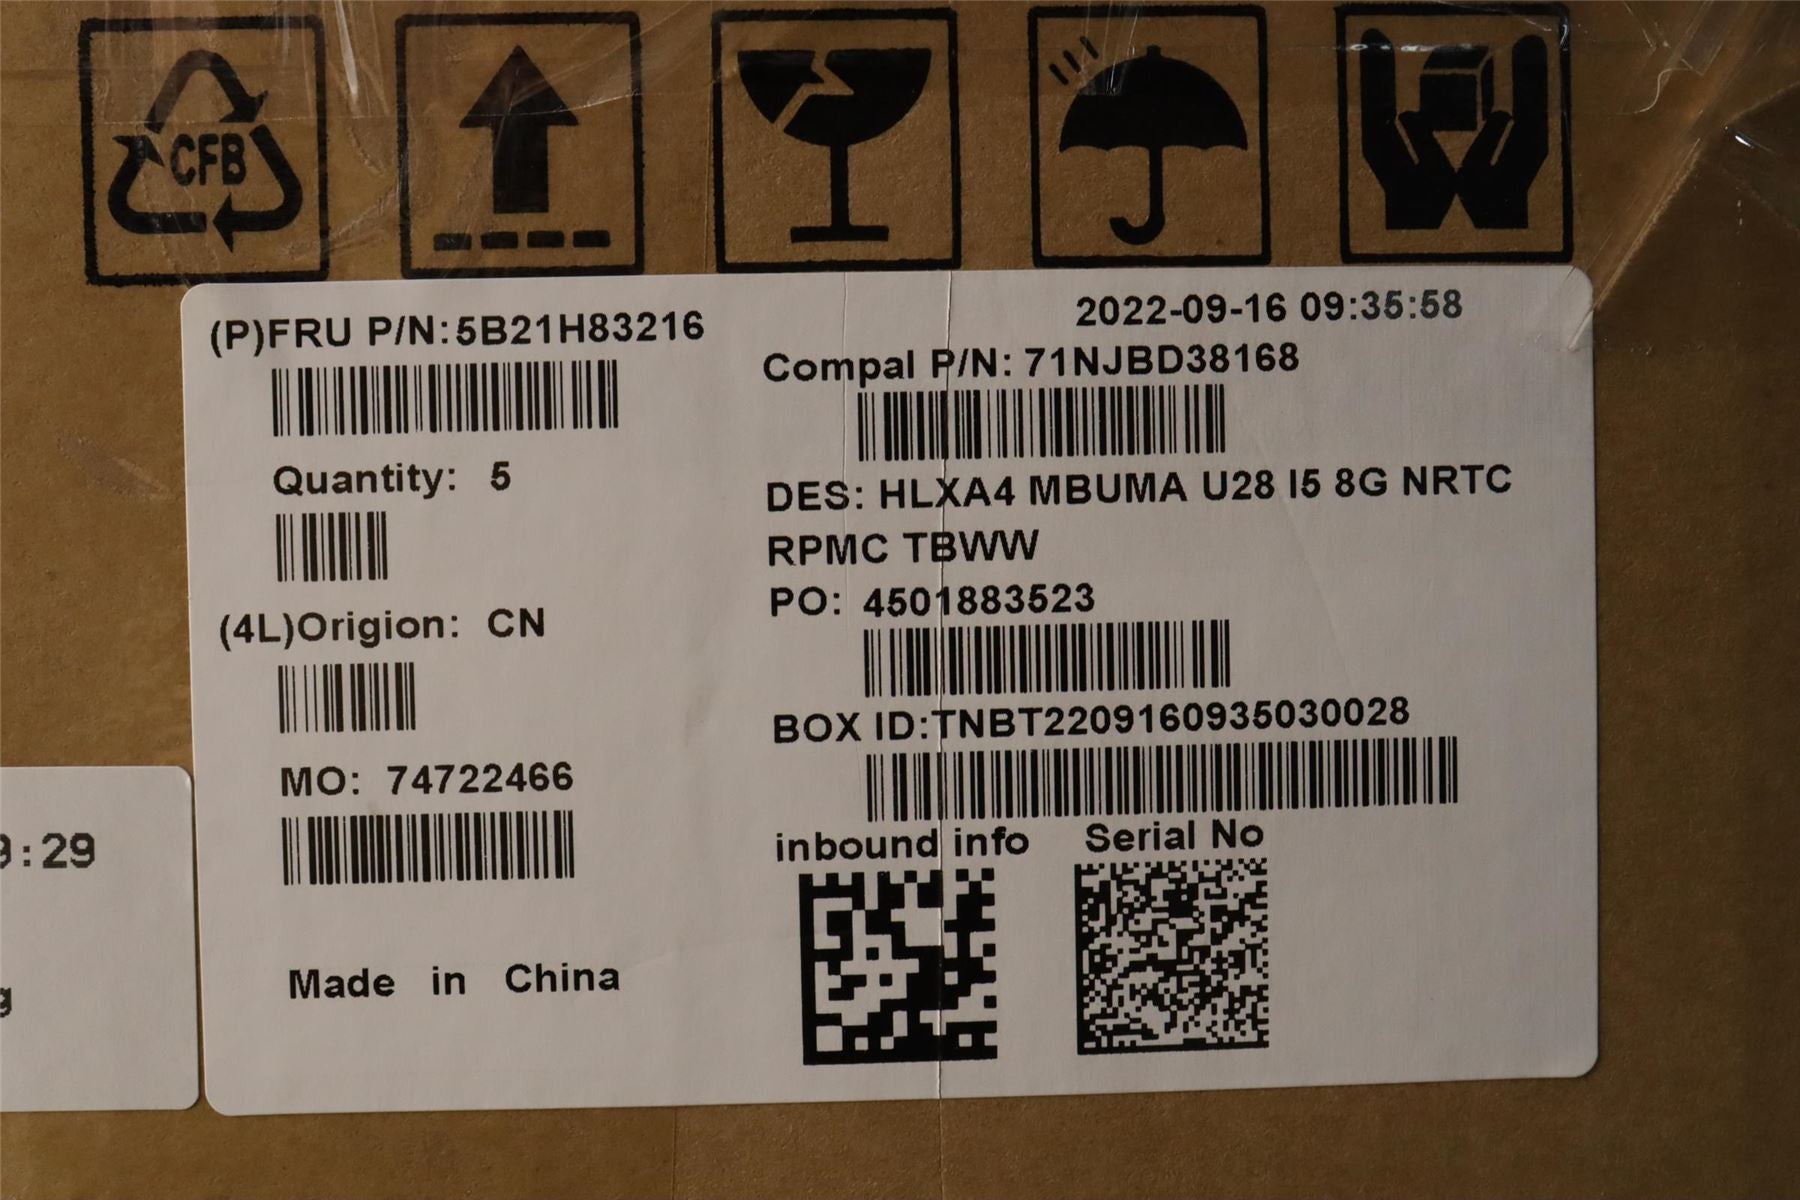 CFB
(P)FRU P/N:5B21H83216
Quantity: 5
(4L)Origion: CN
MO: 74722466
Made in China
2022-09-16 09:35:58
Compal P/N: 71NJBD38168
DES: HLXA4 MBUMA U28 I5 8G NRTC
RPMC TBWW
PO: 4501883523
BOX ID:TNBT2209160935030028
inbound info
Serial No
:29